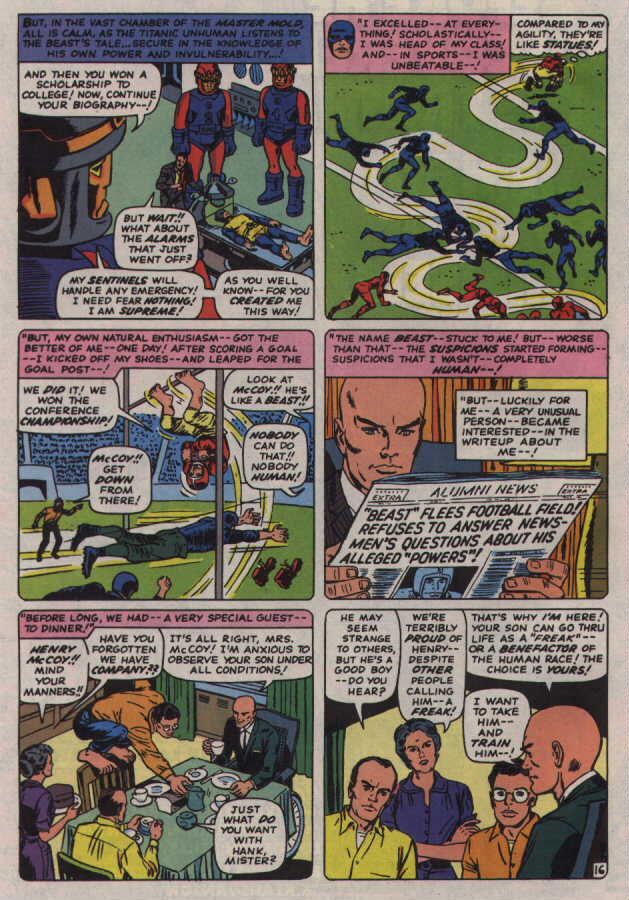 BUT, IN THE VAST CHAMBER OF THE MASTER MOLD,
ALL IS CALM, AS THE TITANIC UNHUMAN LISTENS TO
THE BEAST'S TALE...SECURE IN THE KNOWLEDGE OF
HIS OWN POWER AND INVULNERABILITY...!
AND THEN YOU WON A
SCHOLARSHIP TO
COLLEGE! NOW, CONTINUE
YOUR BIOGRAPHY--!
BUT WAIT!!
WHAT ABOUT
THE ALARMS
THAT JUST
WENT OFF?
MY SENTINELS WILL
HANDLE ANY EMERGENCY!
I NEED FEAR NOTHING!
I AM SUPREME!
AS YOU WELL
KNOW--FOR YOU
CREATED ME
THIS WAY!
"I EXCELLED--AT EVERY-
THING! SCHOLASTICALLY--
I WAS HEAD OF MY CLASS!
AND--IN SPORTS--I WAS
UNBEATABLE--!
COMPARED TO MY
AGILITY, THEY'RE
LIKE STATUES!
"BUT, MY OWN NATURAL ENTHUSIASM--GOT THE
BETTER OF ME--ONE DAY! AFTER SCORING A GOAL
--I KICKED OFF MY SHOES--AND LEAPED FOR THE
GOAL POST--!
WE DID IT! WE
WON THE
CONFERENCE
CHAMPIONSHIP!
LOOK AT
McCOY!! HE'S
LIKE A BEAST!!
McCOY!!
GET
DOWN
FROM
THERE!
NOBODY
CAN DO
THAT!!
NOBODY
HUMAN!
"THE NAME BEAST--STUCK TO ME! BUT--WORSE
THAN THAT--THE SUSPICIONS STARTED FORMING--
SUSPICIONS THAT I WASN'T--COMPLETELY
HUMAN--!
"BUT--LUCKILY FOR
ME--A VERY UNUSUAL
PERSON--BECAME
INTERESTED--IN THE
WRITEUP ABOUT
ME--!
EXTRA
ALUMNI NEWS
EXTRA
"BEAST" FLEES FOOTBALL FIELD!
REFUSES TO ANSWER NEWS-
MEN'S QUESTIONS ABOUT HIS
ALLEGED "POWERS"!
"BEFORE LONG, WE HAD--A VERY SPECIAL GUEST--
TO DINNER!"
HENRY
McCOY!!
MIND
YOUR
MANNERS!!
HAVE YOU
FORGOTTEN
WE HAVE
COMPANY??
IT'S ALL RIGHT, MRS.
McCOY! I'M ANXIOUS TO
OBSERVE YOUR SON UNDER
ALL CONDITIONS!
JUST
WHAT DO
YOU WANT
WITH
HANK,
MISTER?
HE MAY
SEEM
STRANGE
TO OTHERS,
BUT HE'S A
GOOD BOY
--DO YOU
HEAR?
WE'RE
TERRIBLY
PROUD OF
HENRY--
DESPITE
OTHER
PEOPLE
CALLING
HIM--A
FREAK!
THAT'S WHY I'M HERE!
YOUR SON CAN GO THRU
LIFE AS A "FREAK"--
OR A BENEFACTOR OF
THE HUMAN RACE! THE
CHOICE IS YOURS!
I WANT
TO TAKE
HIM--
AND
TRAIN
HIM--!
16